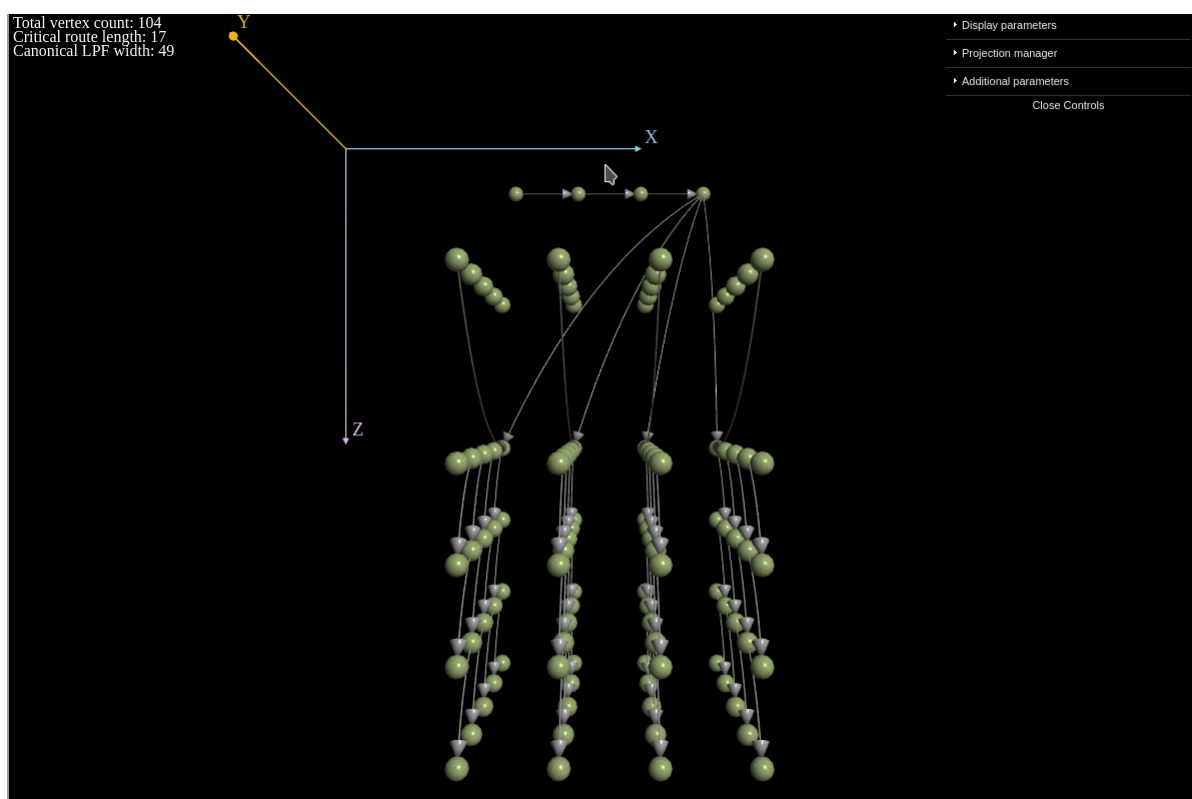 Total vertex count: 104
Critical route length: 17
Canonical LPF width: 49
Y
X
Z
Display parameters
Projection manager
Additional parameters
Close Controls